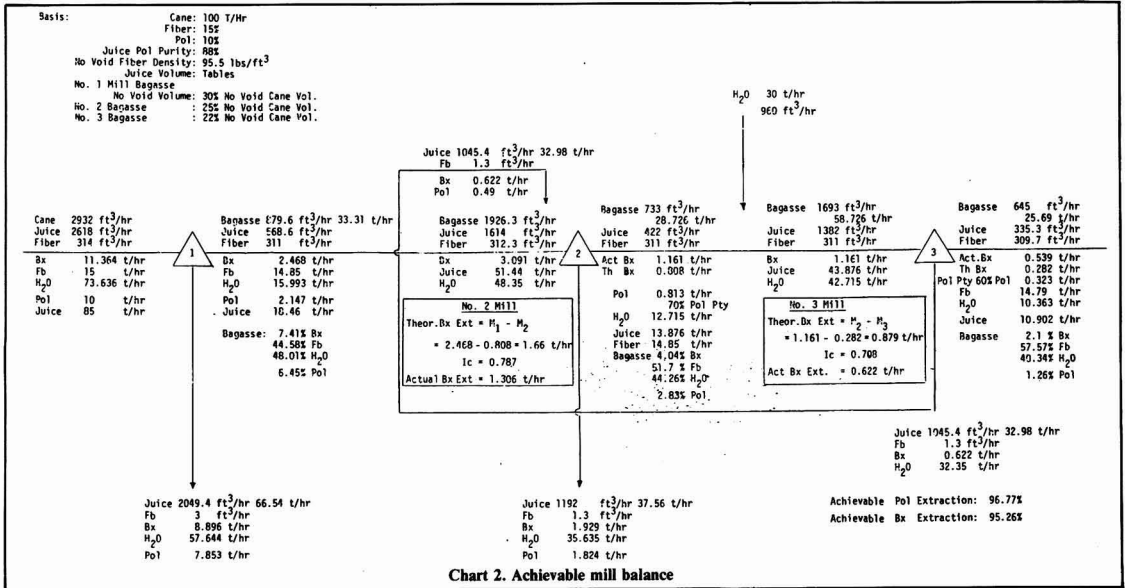 Basis: Cane: 100 T/Hr
Fiber: 15%
Pol: 10%
Juice Pol Purity: 88%
No Void Fiber Density: 95.5 lbs/ft3
Juice Volume: Tables
No. 1 Mill Bagasse
No Void Volume: 30% No Void Cane Vol.
No. 2 Bagasse : 25% No Void Cane Vol.
No. 3 Bagasse : 22% No Void Cane Vol.
H2O 30 t/hr
960 ft3/hr
Juice 1045.4 ft3/hr 32.98 t/hr
Fb 1.3 ft3/hr
Bx 0.622 t/hr
Pol 0.49 t/hr
Cane 2932 ft3/hr
Juice 2618 ft3/hr
Fiber 314 ft3/hr
Bx 11.364 t/hr
Fb 15 t/hr
H2O 73.636 t/hr
Pol 10 t/hr
Juice 85 t/hr
1
Bagasse 879.6 ft3/hr 33.31 t/hr
Juice 568.6 ft3/hr
Fiber 311 ft3/hr
Bx 2.468 t/hr
Fb 14.85 t/hr
H2O 15.993 t/hr
Pol 2.147 t/hr
Juice 18.46 t/hr
Bagasse: 7.41% Bx
44.58% Fb
48.01% H2O
6.45% Pol
Bagasse 1926.3 ft3/hr
Juice 1614 ft3/hr
Fiber 312.3 ft3/hr
Bx 3.091 t/hr
Juice 51.44 t/hr
H2O 48.35 t/hr
No. 2 Mill
Theor.Bx Ext = M1 - M2
= 2.468 - 0.808 = 1.66 t/hr
Ic = 0.787
Actual Bx Ext = 1.306 t/hr
2
Bagasse 733 ft3/hr
28.726 t/hr
Juice 422 ft3/hr
Fiber 311 ft3/hr
Act Bx 1.161 t/hr
Th Bx 0.808 t/hr
Pol 0.813 t/hr
70% Pol Pty
H2O 12.715 t/hr
Juice 13.876 t/hr
Fiber 14.85 t/hr
Bagasse 4.04% Bx
51.7 % Fb
44.26% H2O
2.83% Pol
Bagasse 1693 ft3/hr
58.726 t/hr
Juice 1382 ft3/hr
Fiber 311 ft3/hr
Bx 1.161 t/hr
Juice 43.876 t/hr
H2O 42.715 t/hr
No. 3 Mill
Theor.Bx Ext = M2 - M3
= 1.161 - 0.282 = 0.879 t/hr
Ic = 0.708
Act Bx Ext. = 0.622 t/hr
3
Bagasse 645 ft3/hr
25.69 t/hr
Juice 335.3 ft3/hr
Fiber 309.7 ft3/hr
Act.Bx 0.539 t/hr
Th Bx 0.282 t/hr
Pol Pty 60% Pol 0.323 t/hr
Fb 14.79 t/hr
H2O 10.363 t/hr
Juice 10.902 t/hr
Bagasse 2.1 % Bx
57.57% Fb
40.34% H2O
1.26% Pol
Juice 1045.4 ft3/hr 32.98 t/hr
Fb 1.3 ft3/hr
Bx 0.622 t/hr
H2O 32.35 t/hr
Juice 2049.4 ft3/hr 66.54 t/hr
Fb 3 ft3/hr
Bx 8.896 t/hr
H2O 57.644 t/hr
Pol 7.853 t/hr
Juice 1192 ft3/hr 37.56 t/hr
Fb 1.3 ft3/hr
Bx 1.929 t/hr
H2O 35.635 t/hr
Pol 1.824 t/hr
Achievable Pol Extraction: 96.77%
Achievable Bx Extraction: 95.26%
Chart 2. Achievable mill balance